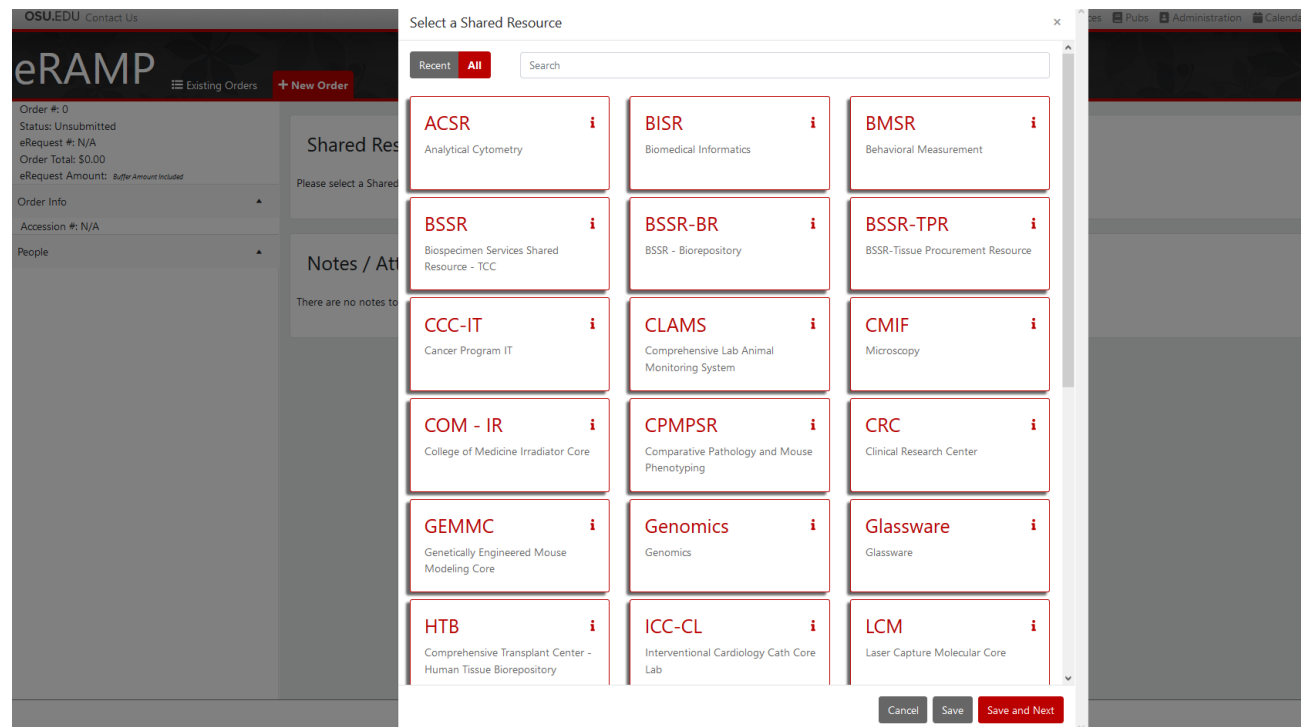 OSU.EDU Contact Us
Pubs Administration
eRAMP
Existing Orders
+ New Order
Order #: 0
Status: Unsubmitted
eRequest #: N/A
Order Total: $0.00
eRequest Amount: Buffer Amount Included
Order Info
Accession #: N/A
People
Please select a Shared
There are no notes to
Select a Shared Resource
×
Recent All
Search
ACSR i
Analytical Cytometry
BISR i
Biomedical Informatics
BMSR i
Behavioral Measurement
BSSR i
Biospecimen Services Shared
Resource - TCC
BSSR-BR i
BSSR - Biorepository
BSSR-TPR i
BSSR-Tissue Procurement Resource
CCC-IT i
Cancer Program IT
CLAMS i
Comprehensive Lab Animal
Monitoring System
CMIF i
Microscopy
COM - IR i
College of Medicine Irradiator Core
CPMPSR i
Comparative Pathology and Mouse
Phenotyping
CRC i
Clinical Research Center
GEMMC i
Genetically Engineered Mouse
Modeling Core
Genomics i
Genomics
Glassware i
Glassware
HTB i
Comprehensive Transplant Center -
Human Tissue Biorepository
ICC-CL i
Interventional Cardiology Cath Core
Lab
LCM i
Laser Capture Molecular Core
Cancel Save Save and Next